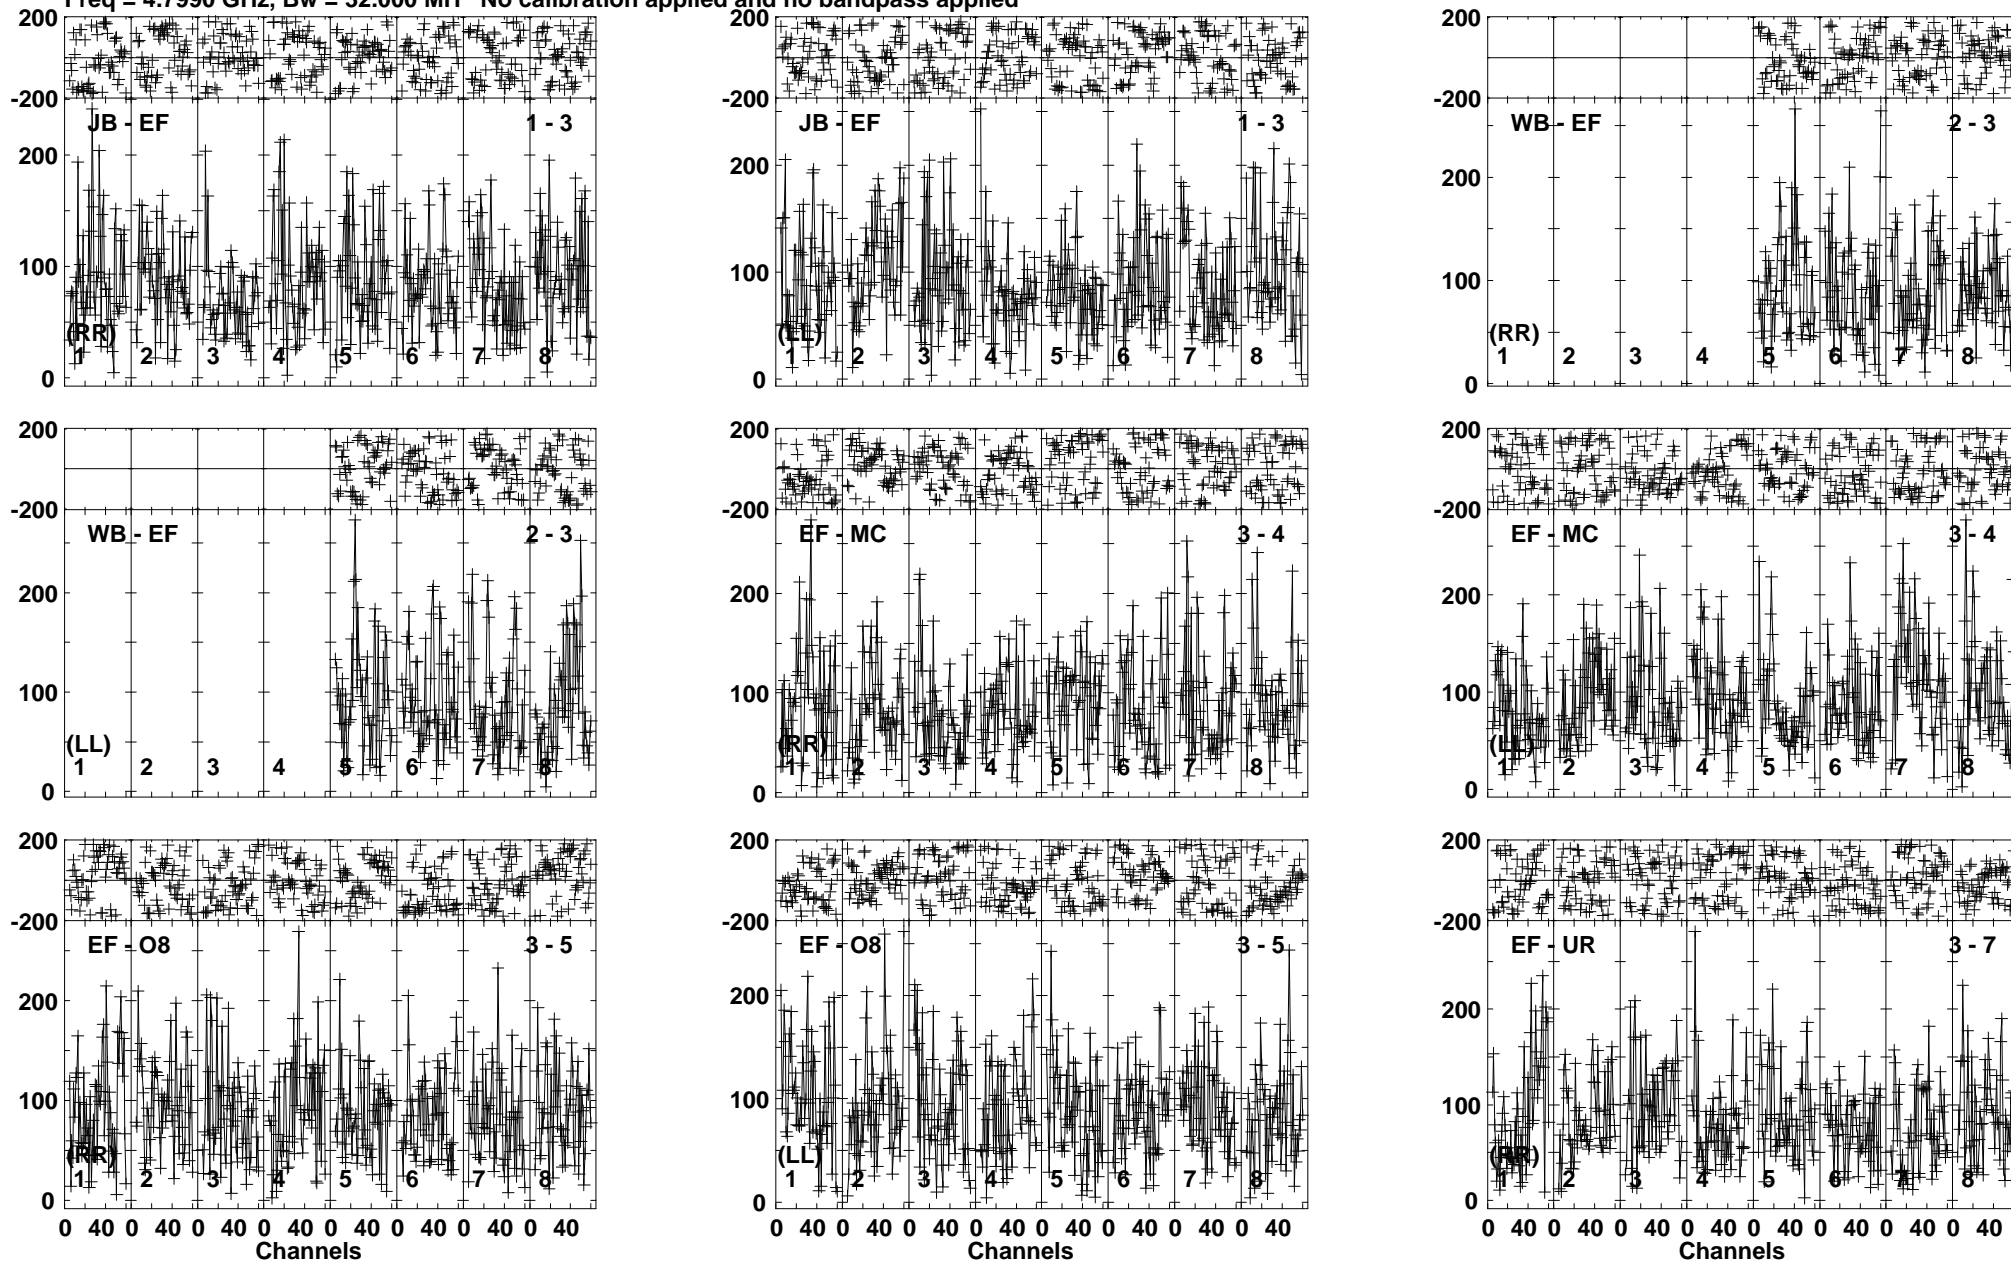 Freq = 4.7990 GHz, Bw = 32.000 MH No calibration applied and no bandpass applied
200 200 200
-200 -200 -200
JB - EF 1 - 3 JB - EF 1 - 3 WB - EF 2 - 3
200 200 200
100 100 100
(RR) (LL) (RR)
1 2 3 4 5 6 7 8 1 2 3 4 5 6 7 8 1 2 3 4 5 6 7 8
0 0 0
200 200 200
-200 -200 -200
WB - EF 2 - 3 EF - MC 3 - 4 EF - MC 3 - 4
200 200 200
100 100 100
(LL) (RR) (LL)
1 2 3 4 5 6 7 8 1 2 3 4 5 6 7 8 1 2 3 4 5 6 7 8
0 0 0
200 200 200
-200 -200 -200
EF - O8 3 - 5 EF - O8 3 - 5 EF - UR 3 - 7
200 200 200
100 100 100
(RR) (LL) (RR)
1 2 3 4 5 6 7 8 1 2 3 4 5 6 7 8 1 2 3 4 5 6 7 8
0 0 0
0 40 0 40 0 40 0 40 0 40 0 40 0 40 0 40 0 40 0 40 0 40 0 40 0 40 0 40 0 40 0 40 0 40 0 40 0 40 0 40 0 40 0 40 0 40 0 40
Channels Channels Channels